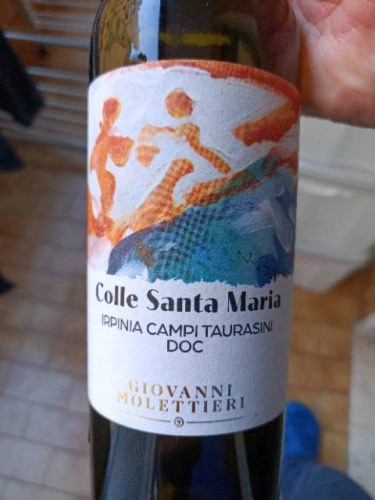 Colle Santa Maria
IRPINIA CAMPI TAURASINI
DOC
GIOVANNI
MOLETTIERI